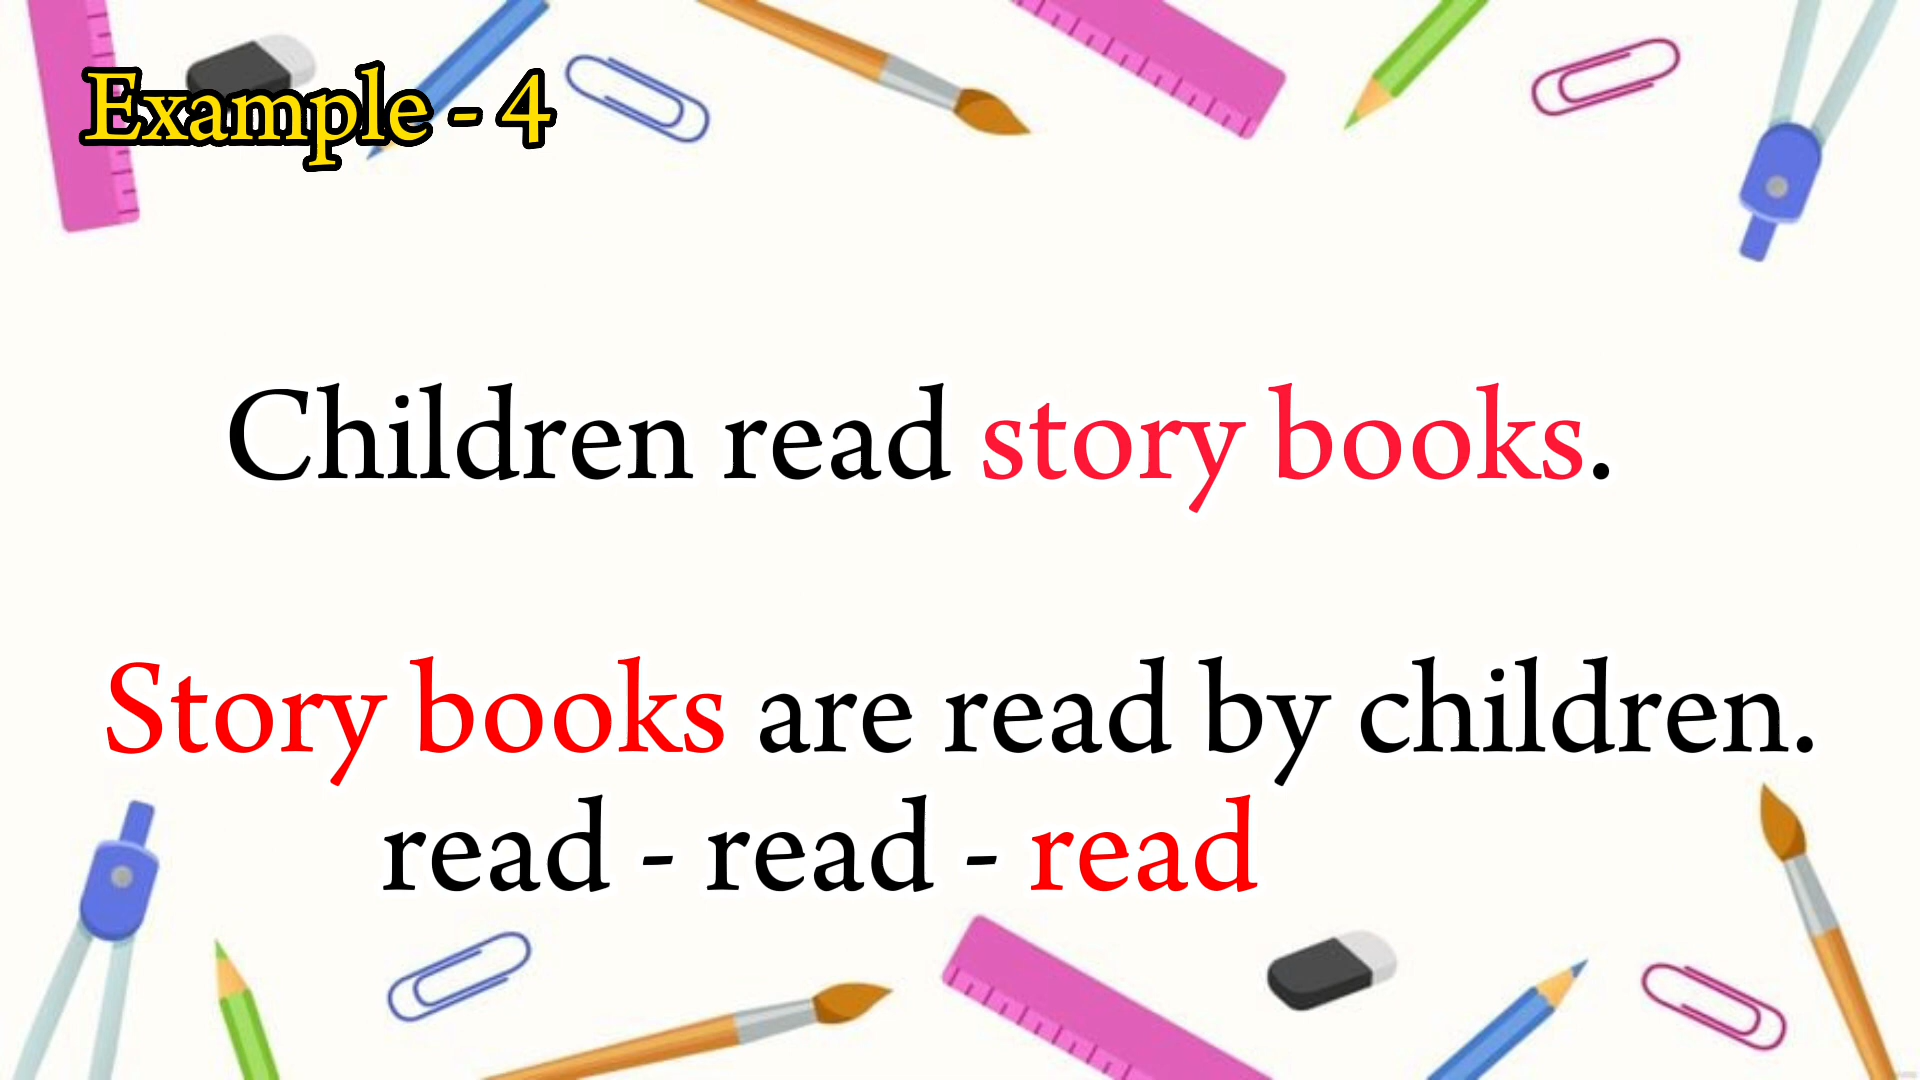 Example - 4
Children read story books.
Story books are read by children.
read - read - read